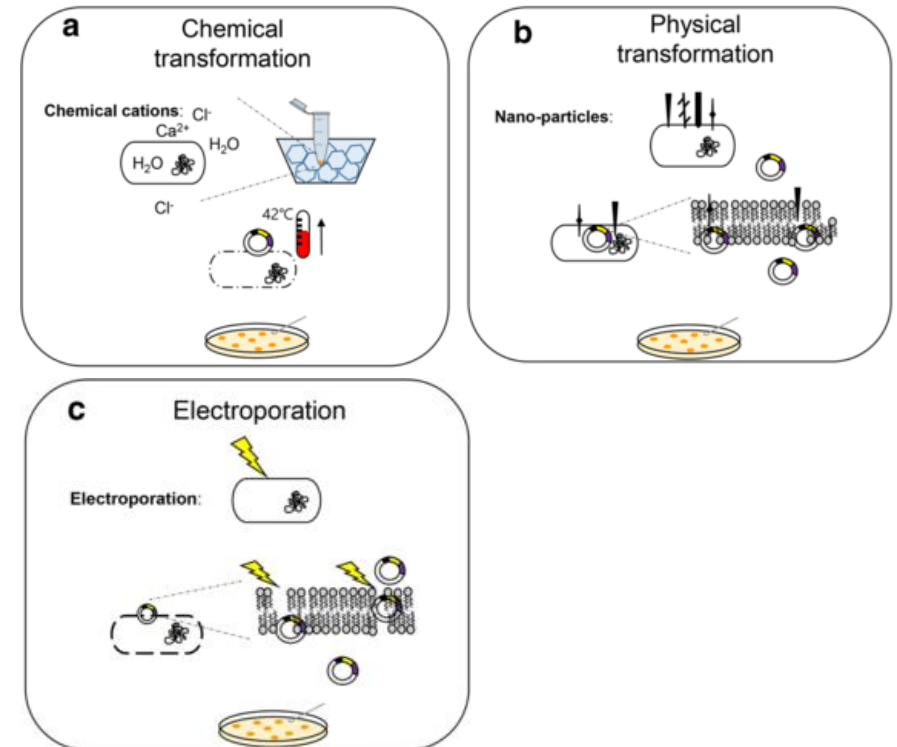 a
Chemical
transformation
Chemical cations:
Cl⁻
Ca²⁺
H₂O
H₂O
Cl⁻
42℃
b
Physical
transformation
Nano-particles:
c
Electroporation
Electroporation: